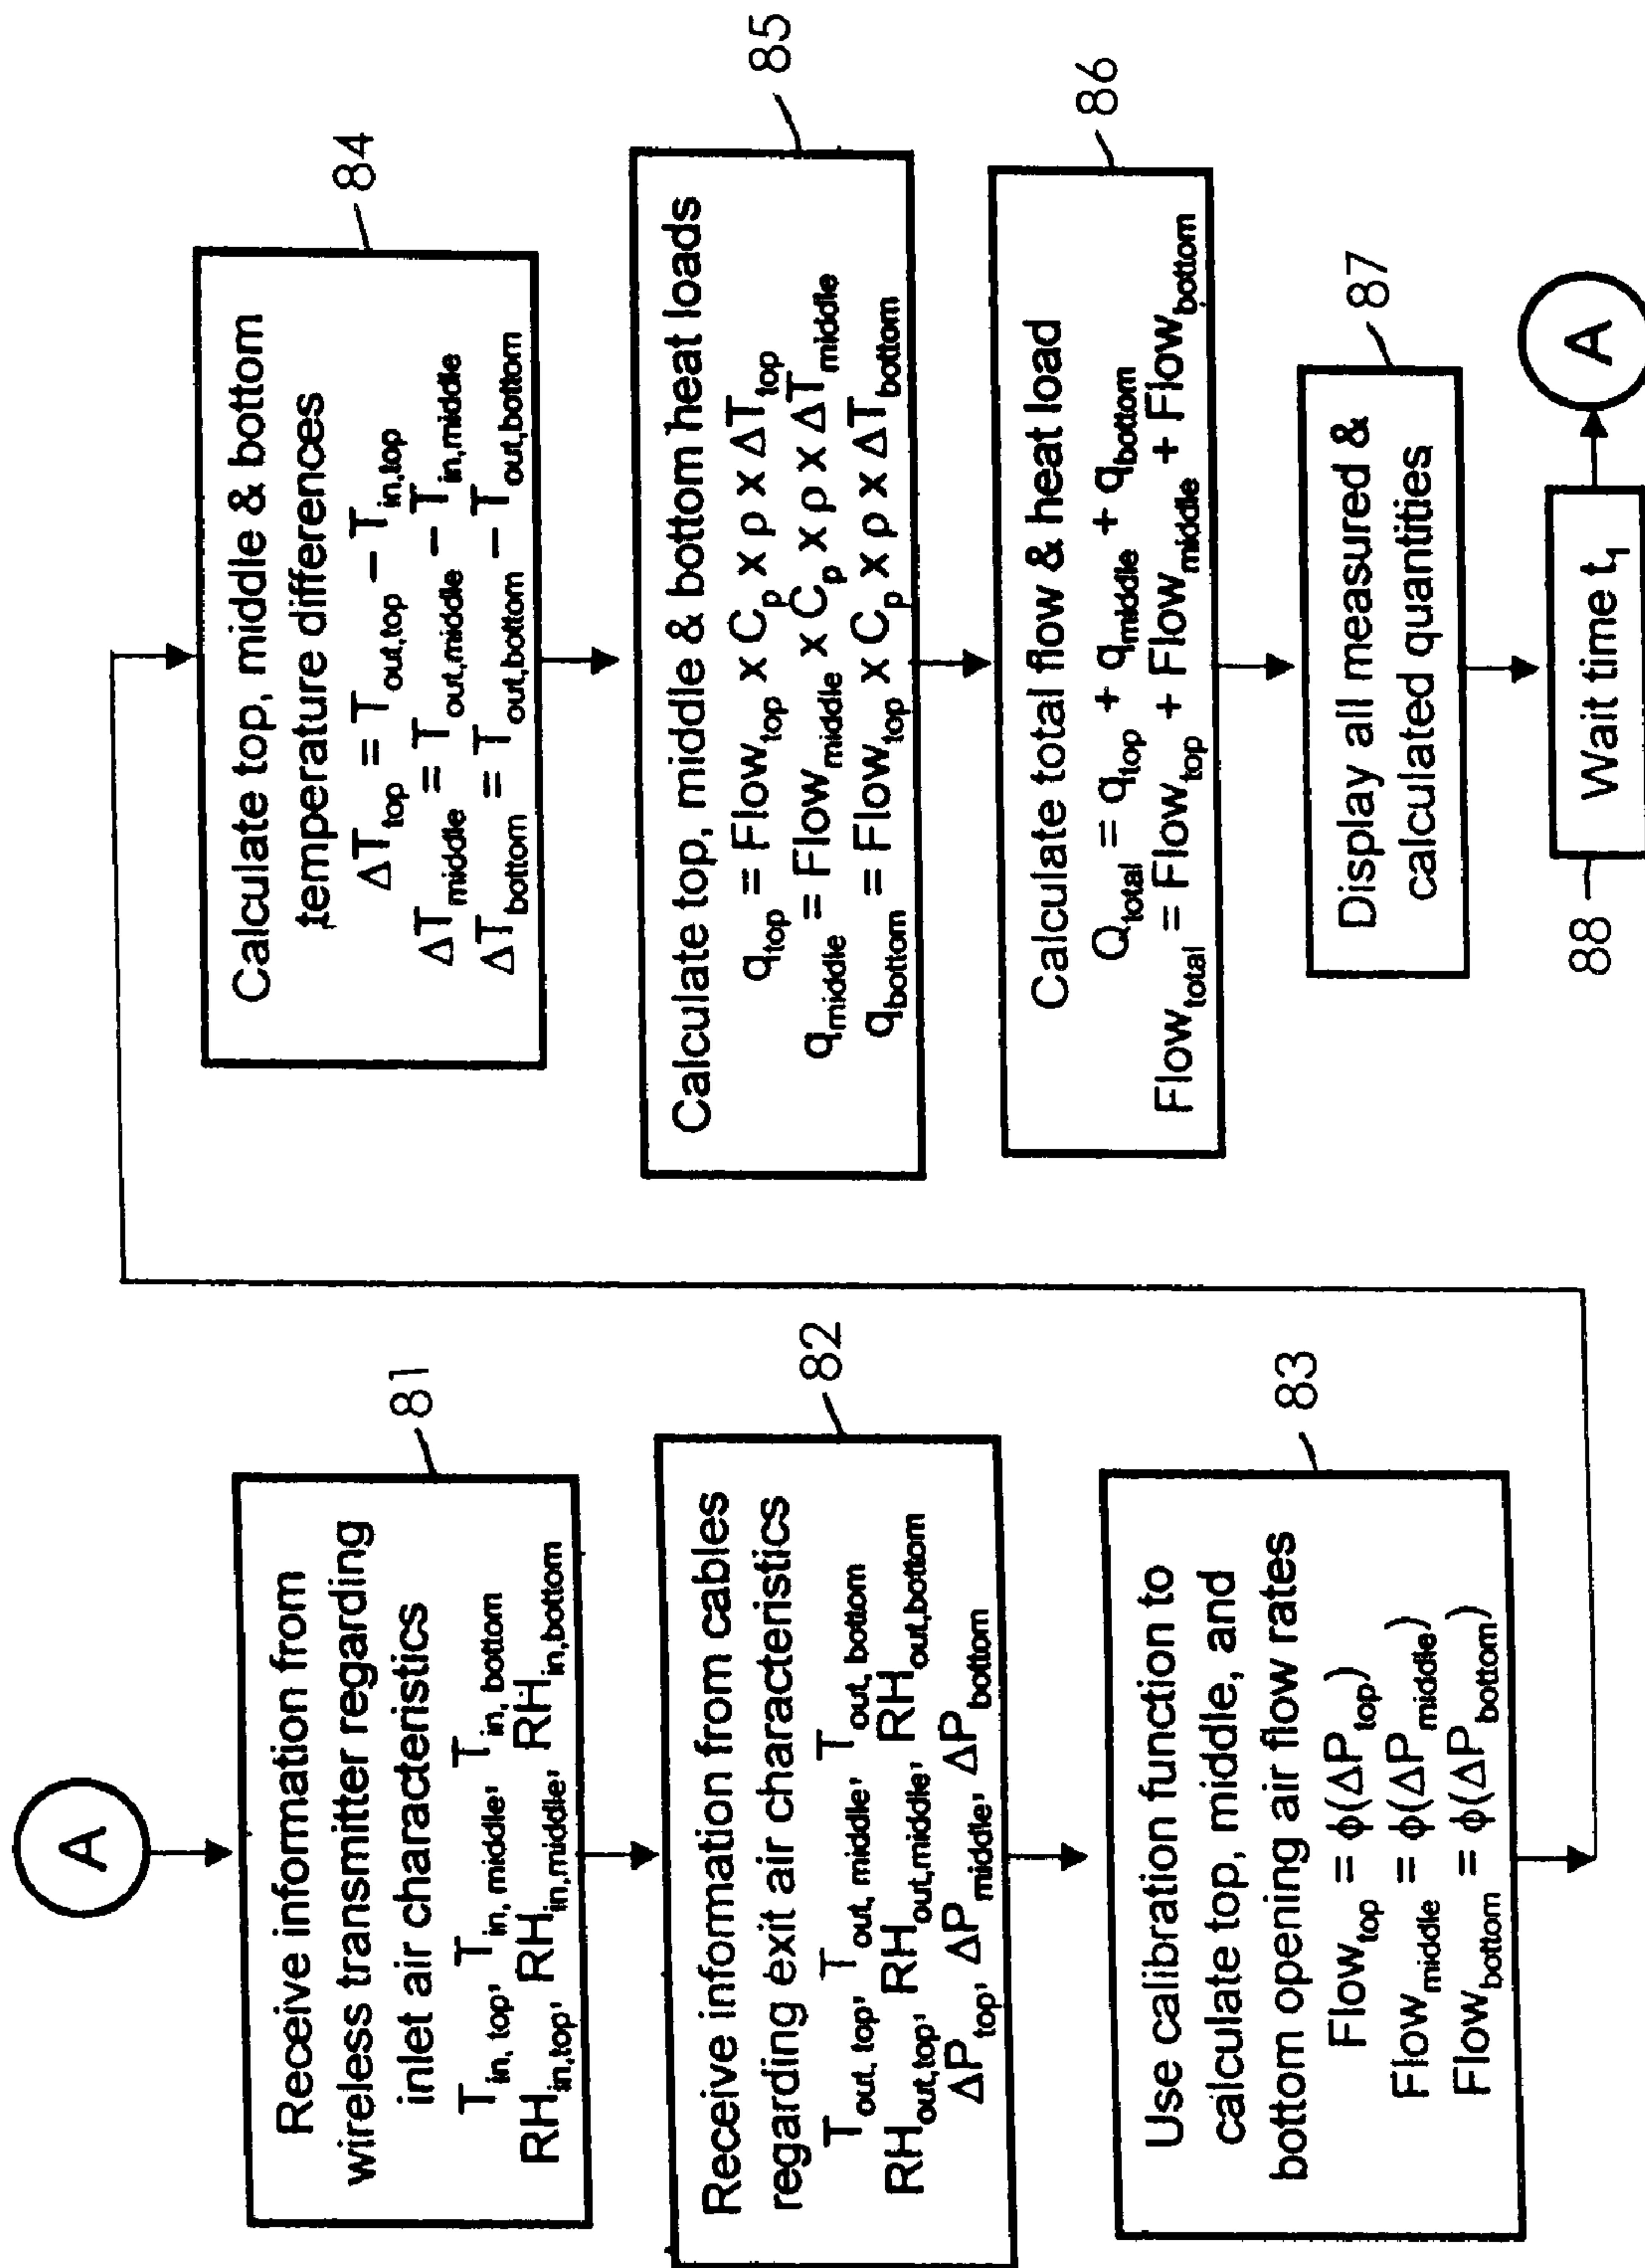 A
81
Receive information from
wireless transmitter regarding
inlet air characteristics
T_in, top, T_in, middle, T_in, bottom
RH_in,top, RH_in,middle, RH_in,bottom
82
Receive information from cables
regarding exit air characteristics
T_out, top, T_out, middle, T_out, bottom
RH_out,top, RH_out,middle, RH_out,bottom
ΔP_top, ΔP_middle, ΔP_bottom
83
Use calibration function to
calculate top, middle, and
bottom opening air flow rates
Flow_top = ϕ(ΔP_top)
Flow_middle = ϕ(ΔP_middle)
Flow_bottom = ϕ(ΔP_bottom)
84
Calculate top, middle & bottom
temperature differences
ΔT_top = T_out,top − T_in,top
ΔT_middle = T_out,middle − T_in,middle
ΔT_bottom = T_out,bottom − T_out,bottom
85
Calculate top, middle & bottom heat loads
q_top = Flow_top x C_p x ρ x ΔT_top
q_middle = Flow_middle x C_p x ρ x ΔT_middle
q_bottom = Flow_top x C_p x ρ x ΔT_bottom
86
Calculate total flow & heat load
Q_total = q_top + q_middle + q_bottom
Flow_total = Flow_top + Flow_middle + Flow_bottom
87
Display all measured &
calculated quantities
88
Wait time t_1
A